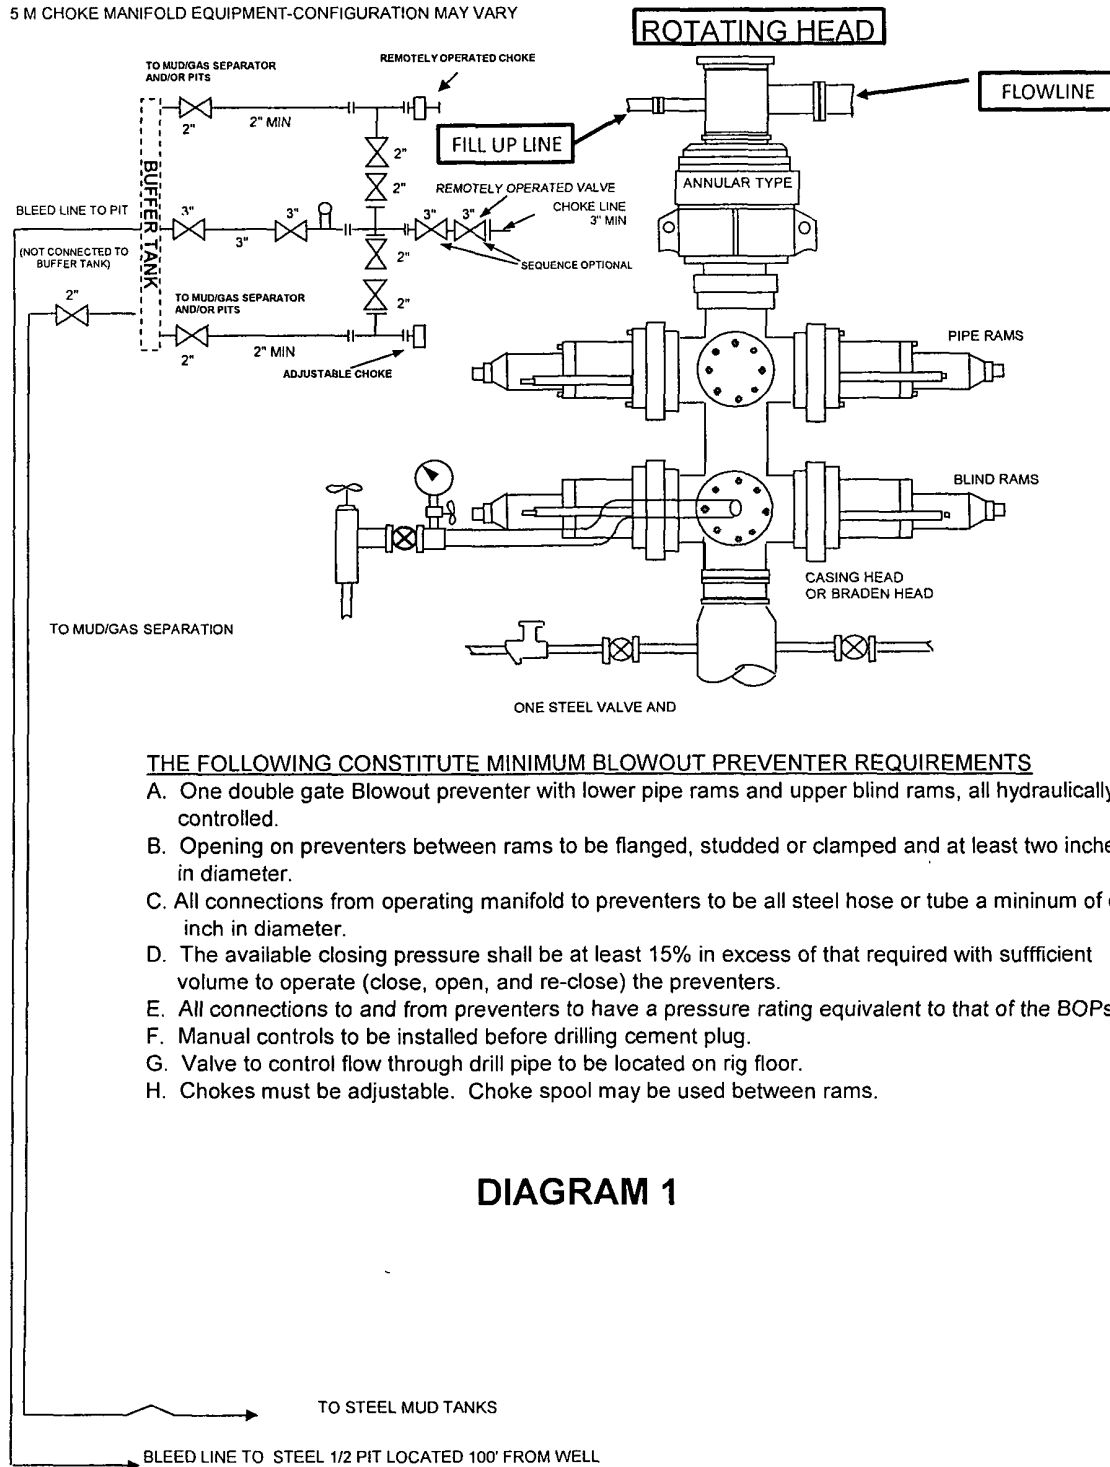 5 M CHOKE MANIFOLD EQUIPMENT-CONFIGURATION MAY VARY
ROTATING HEAD
TO MUD/GAS SEPARATOR
AND/OR PITS
REMOTELY OPERATED CHOKE
FLOWLINE
2"
2" MIN
FILL UP LINE
2"
2"
BUFFER TANK
ANNULAR TYPE
REMOTELY OPERATED VALVE
CHOKE LINE
3" MIN
BLEED LINE TO PIT
3"
3"
3"
3"
3"
(NOT CONNECTED TO
BUFFER TANK)
2"
SEQUENCE OPTIONAL
2"
TO MUD/GAS SEPARATOR
AND/OR PITS
2"
2"
2" MIN
ADJUSTABLE CHOKE
PIPE RAMS
BLIND RAMS
CASING HEAD
OR BRADEN HEAD
TO MUD/GAS SEPARATION
ONE STEEL VALVE AND
THE FOLLOWING CONSTITUTE MINIMUM BLOWOUT PREVENTER REQUIREMENTS
A. One double gate Blowout preventer with lower pipe rams and upper blind rams, all hydraulically
controlled.
B. Opening on preventers between rams to be flanged, studded or clamped and at least two inche
in diameter.
C. All connections from operating manifold to preventers to be all steel hose or tube a mininum of
inch in diameter.
D. The available closing pressure shall be at least 15% in excess of that required with suffficient
volume to operate (close, open, and re-close) the preventers.
E. All connections to and from preventers to have a pressure rating equivalent to that of the BOPs
F. Manual controls to be installed before drilling cement plug.
G. Valve to control flow through drill pipe to be located on rig floor.
H. Chokes must be adjustable. Choke spool may be used between rams.
DIAGRAM 1
TO STEEL MUD TANKS
BLEED LINE TO STEEL 1/2 PIT LOCATED 100' FROM WELL